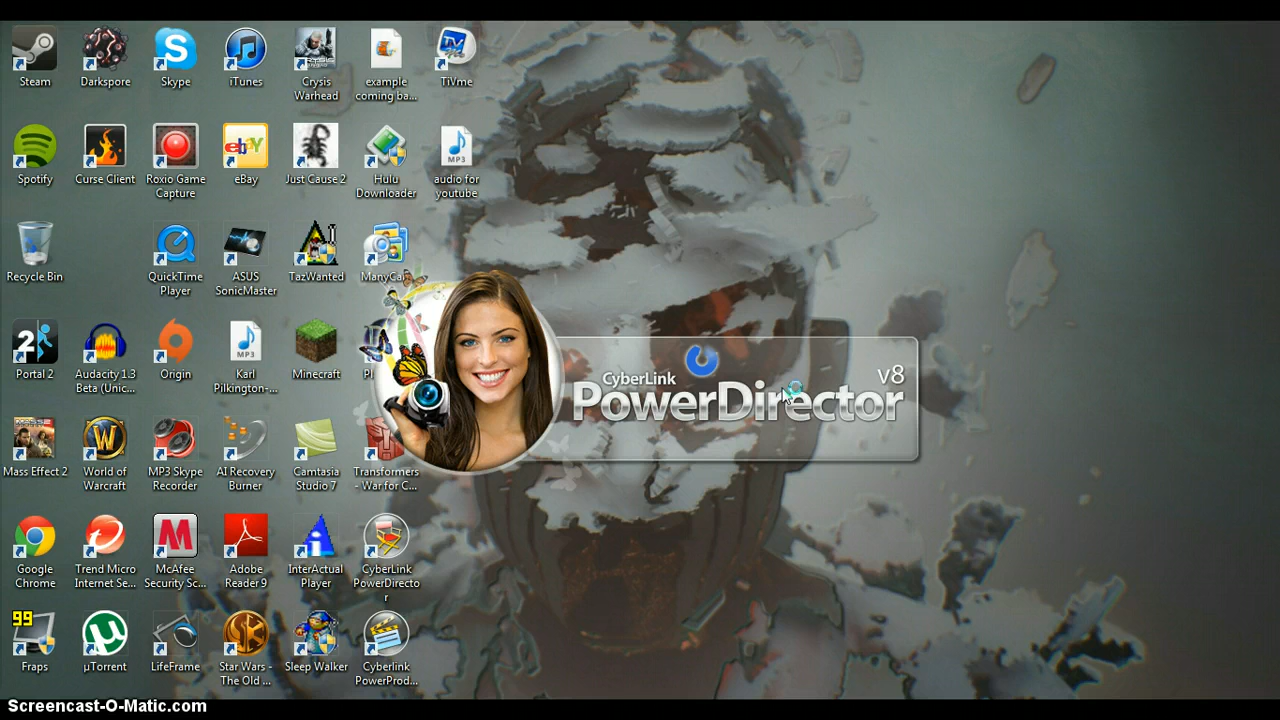 Steam
Darkspore
Skype
iTunes
Crysis
Warhead
example
coming ba...
TiVme
Spotify
Curse Client
Roxio Game
Capture
eBay
Just Cause 2
Hulu
Downloader
audio for
youtube
Recycle Bin
QuickTime
Player
ASUS
SonicMaster
TazWanted
ManyCa
Portal 2
Audacity 1.3
Beta (Unic...
Origin
Karl
Pilkington-...
Minecraft
Pl
CyberLink
PowerDirector
v8
Mass Effect 2
World of
Warcraft
MP3 Skype
Recorder
AI Recovery
Burner
Camtasia
Studio 7
Transformers
- War for C...
Google
Chrome
Trend Micro
Internet Se...
McAfee
Security Sc...
Adobe
Reader 9
InterActual
Player
CyberLink
PowerDirecto
r
Fraps
µTorrent
LifeFrame
Star Wars -
The Old ...
Sleep Walker
Cyberlink
PowerProd...
Screencast-O-Matic.com